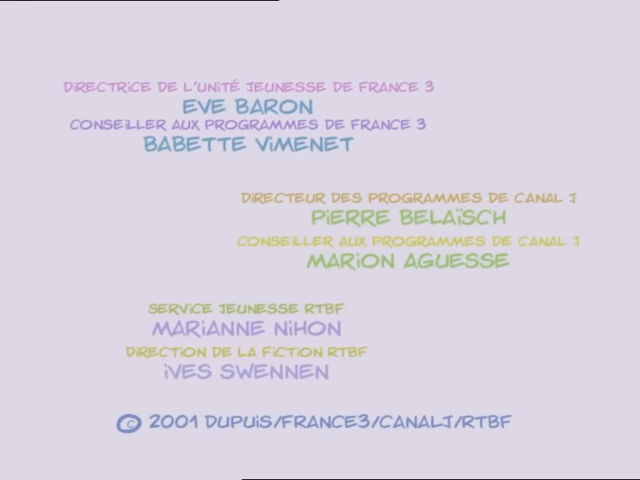 DIRECTRICE DE L'UNITÉ JEUNESSE DE FRANCE 3
EVE BARON
CONSEILLER AUX PROGRAMMES DE FRANCE 3
BABETTE VIMENET
DIRECTEUR DES PROGRAMMES DE CANAL J
PIERRE BELAÏSCH
CONSEILLER AUX PROGRAMMES DE CANAL J
MARION AGUESSE
SERVICE JEUNESSE RTBF
MARIANNE NIHON
DIRECTION DE LA FICTION RTBF
IVES SWENNEN
© 2001 DUPUIS/FRANCE3/CANALJ/RTBF